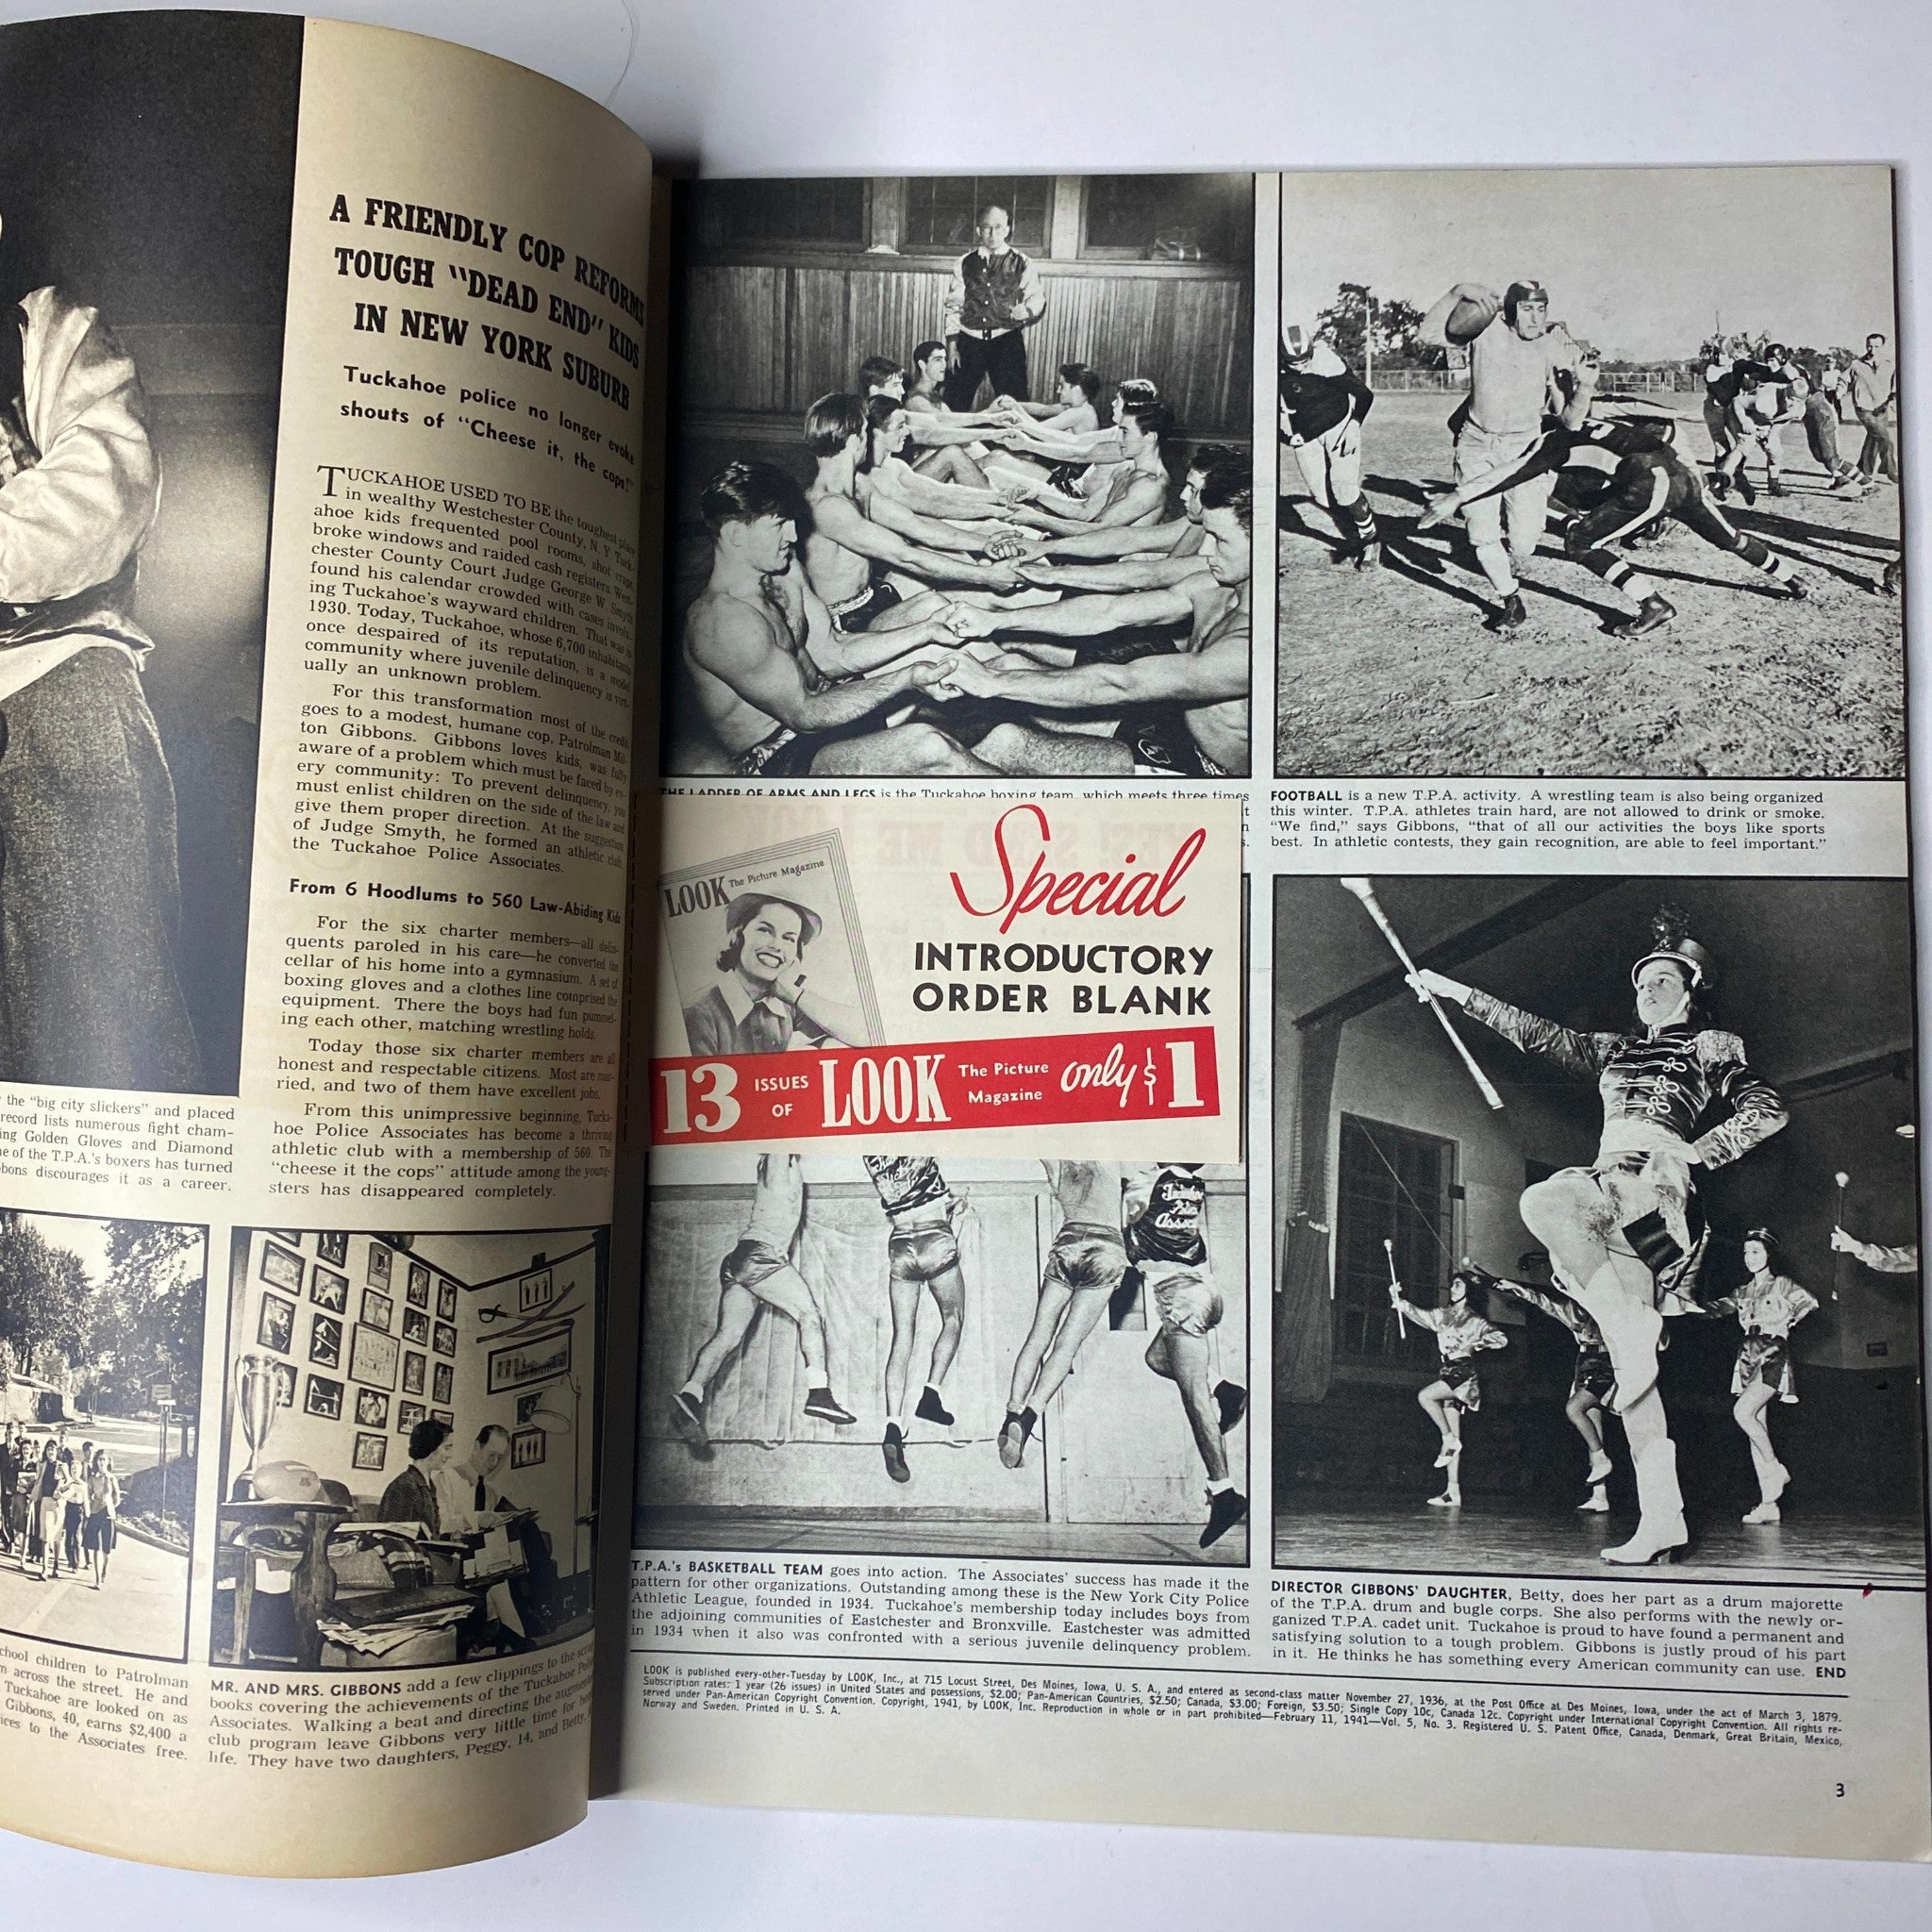 A FRIENDLY COP REFORMS
TOUGH "DEAD END" KIDS
IN NEW YORK SUBURB
Tuckahoe police no longer evoke
shouts of "Cheese it, the cops!"
TUCKAHOE USED TO BE the toughest place
in wealthy Westchester County, N. Y. Tuck-
ahoe kids frequented pool rooms, shot craps,
broke windows and raided cash registers. West-
chester County Court Judge George W. Smyth
found his calendar crowded with cases involv-
ing Tuckahoe's wayward children. That was in
1930. Today, Tuckahoe, whose 6,700 inhabitants
once despaired of its reputation, is a model
community where juvenile delinquency is virt-
ually an unknown problem.
For this transformation most of the credit
goes to a modest, humane cop, Patrolman Mil-
ton Gibbons. Gibbons loves kids, was fully
aware of a problem which must be faced by ev-
ery community: To prevent delinquency, you
must enlist children on the side of the law and
give them proper direction. At the suggestion
of Judge Smyth, he formed an athletic club,
the Tuckahoe Police Associates.
From 6 Hoodlums to 560 Law-Abiding Kids
For the six charter members—all delin-
quents paroled in his care—he converted the
cellar of his home into a gymnasium. A set of
boxing gloves and a clothes line comprised the
equipment. There the boys had fun pummel-
ing each other, matching wrestling holds.
Today those six charter members are all
honest and respectable citizens. Most are mar-
ried, and two of them have excellent jobs.
From this unimpressive beginning, Tucka-
hoe Police Associates has become a thriving
athletic club with a membership of 560. The
"cheese it the cops" attitude among the young-
sters has disappeared completely.
the "big city slickers" and placed
record lists numerous fight cham-
ing Golden Gloves and Diamond
e of the T.P.A.'s boxers has turned
bons discourages it as a career.
chool children to Patrolman
across the street. He and
Tuckahoe are looked on as
Gibbons, 40, earns $2,400 a
ices to the Associates free.
MR. AND MRS. GIBBONS add a few clippings to the
books covering the achievements of the Tuckahoe
Associates. Walking a beat and directing the
club program leave Gibbons very little time for
life. They have two daughters, Peggy, 14, and Betty,
THE LADDER OF ARMS AND LEGS is the Tuckahoe boxing team, which meets three times
FOOTBALL is a new T.P.A. activity. A wrestling team is also being organized
this winter. T.P.A. athletes train hard, are not allowed to drink or smoke.
"We find," says Gibbons, "that of all our activities the boys like sports
best. In athletic contests, they gain recognition, are able to feel important."
LOOK The Picture Magazine
Special
INTRODUCTORY
ORDER BLANK
13 ISSUES OF LOOK The Picture Magazine only $1
T.P.A.'s BASKETBALL TEAM goes into action. The Associates' success has made it the
pattern for other organizations. Outstanding among these is the New York City Police
Athletic League, founded in 1934. Tuckahoe's membership today includes boys from
the adjoining communities of Eastchester and Bronxville. Eastchester was admitted
in 1934 when it also was confronted with a serious juvenile delinquency problem.
DIRECTOR GIBBONS' DAUGHTER, Betty, does her part as a drum majorette
of the T.P.A. drum and bugle corps. She also performs with the newly or-
ganized T.P.A. cadet unit. Tuckahoe is proud to have found a permanent and
satisfying solution to a tough problem. Gibbons is justly proud of his part
in it. He thinks he has something every American community can use. END
LOOK is published every-other-Tuesday by LOOK, Inc., at 715 Locust Street, Des Moines, Iowa, U. S. A., and entered as second-class matter November 27, 1936, at the Post Office at Des Moines, Iowa, under the act of March 3, 1879.
Subscription rates: 1 year (26 issues) in United States and possessions, $2.00; Pan-American Countries, $2.50; Canada, $3.00; Foreign, $3.50; Single Copy 10c, Canada 12c. Copyright under International Copyright Convention. All rights re-
served under Pan-American Copyright Convention. Copyright, 1941, by LOOK, Inc. Reproduction in whole or in part prohibited—February 11, 1941—Vol. 5, No. 3. Registered U. S. Patent Office, Canada, Denmark, Great Britain, Mexico,
Norway and Sweden. Printed in U. S. A.
3